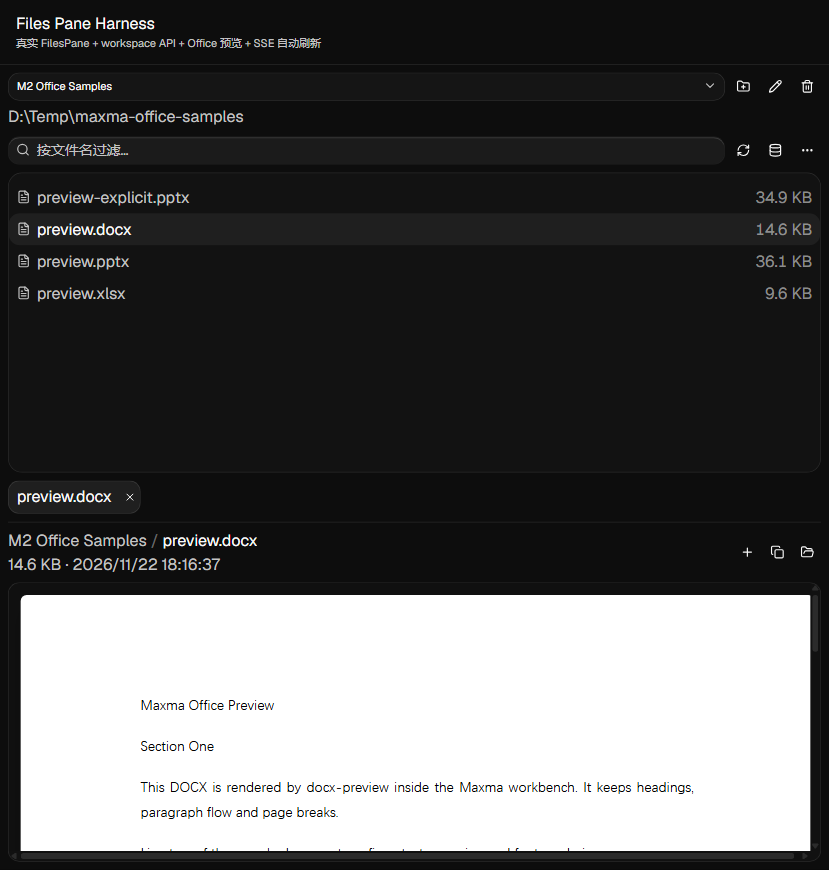 Files Pane Harness
真实 FilesPane + workspace API + Office 预览 + SSE 自动刷新
M2 Office Samples
D:\Temp\maxma-office-samples
按文件名过滤...
preview-explicit.pptx 34.9 KB
preview.docx 14.6 KB
preview.pptx 36.1 KB
preview.xlsx 9.6 KB
preview.docx ×
M2 Office Samples / preview.docx
14.6 KB · 2026/11/22 18:16:37
Maxma Office Preview
Section One
This DOCX is rendered by docx-preview inside the Maxma workbench. It keeps headings,
paragraph flow and page breaks.